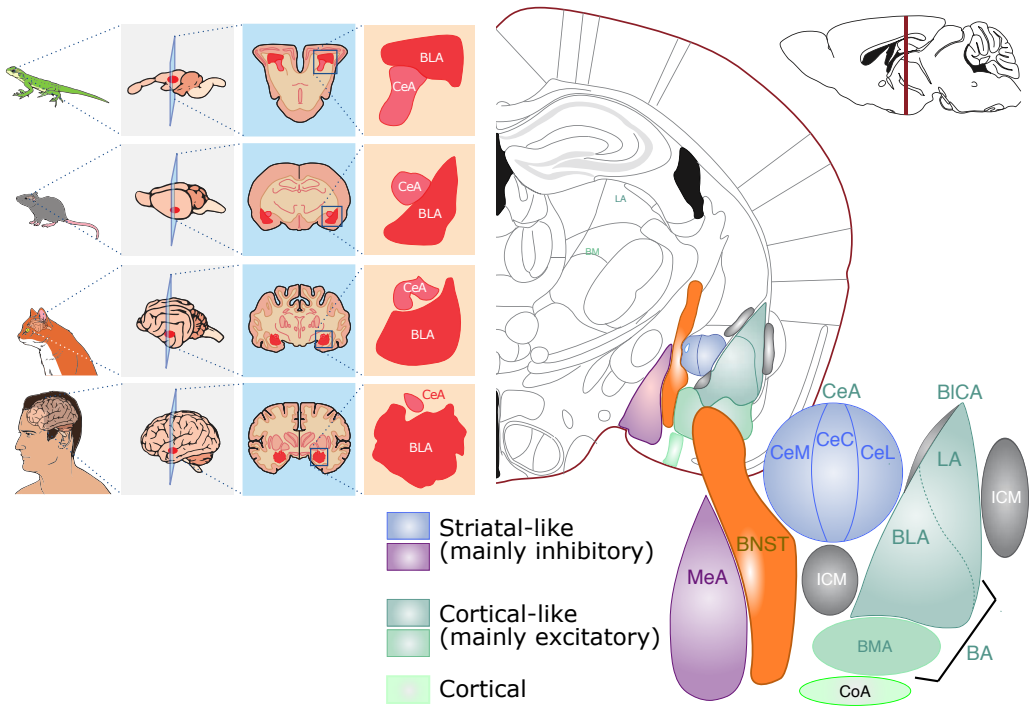 BLA
CeA
CeA
BLA
CeA
BLA
CeA
BLA
LA
BM
CeA
BlCA
CeM
CeC
CeL
LA
ICM
BLA
BNST
MeA
ICM
BMA
BA
CoA
Striatal-like
(mainly inhibitory)
Cortical-like
(mainly excitatory)
Cortical